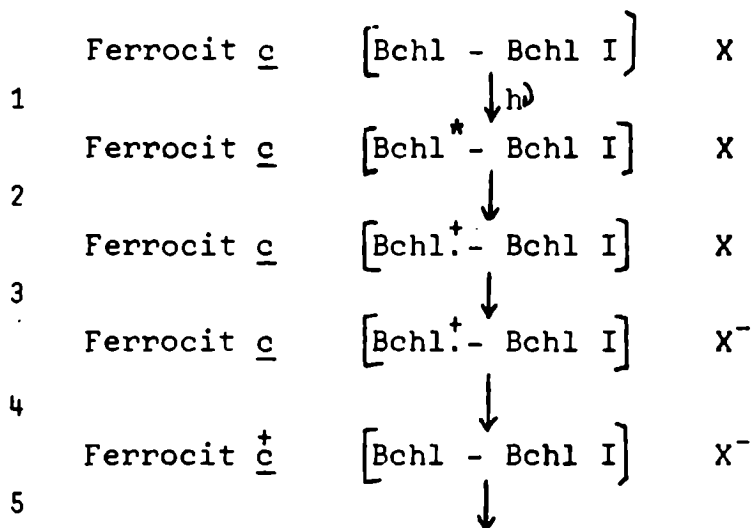 Ferrocit c [Bchl - Bchl I] X
1 ↓ hν
Ferrocit c [Bchl* - Bchl I] X
2 ↓
Ferrocit c [Bchl.+ - Bchl I] X
3 ↓
Ferrocit c [Bchl.+ - Bchl I] X-
4 ↓
Ferrocit c+ [Bchl - Bchl I] X-
5 ↓